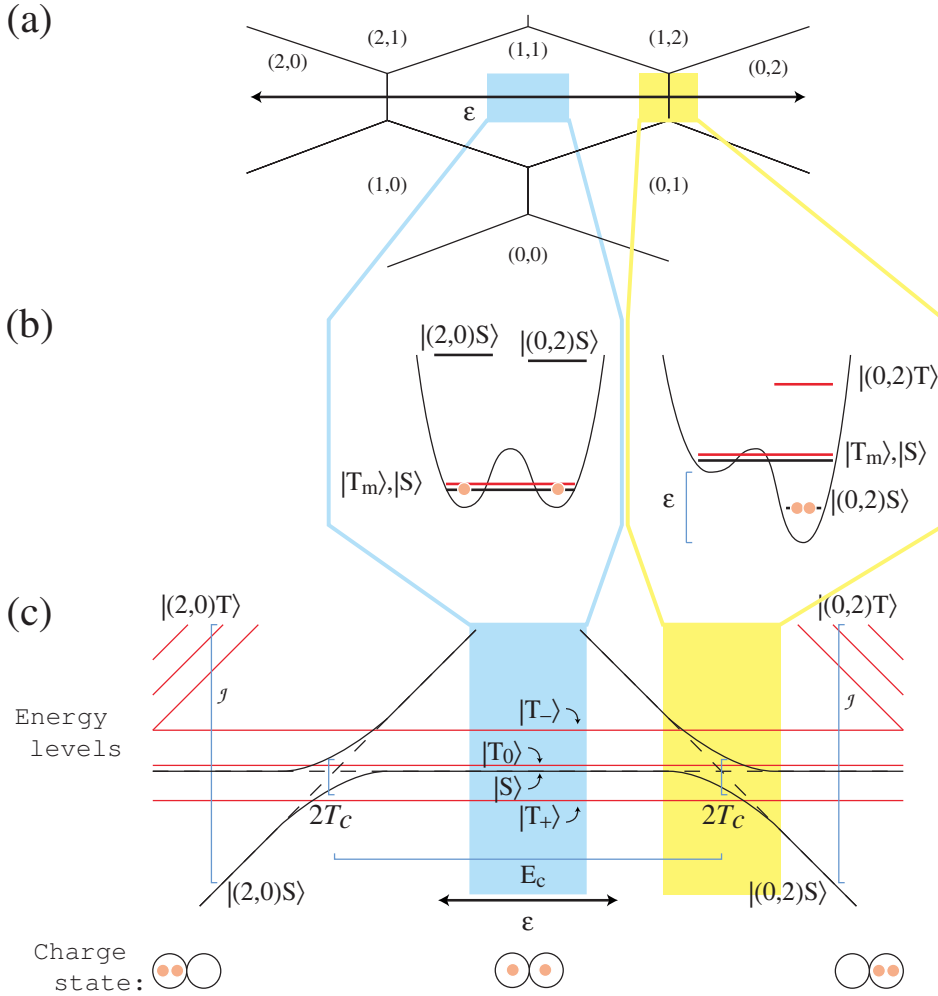 (a)
(2,0)
(2,1)
(1,1)
(1,2)
(0,2)
ε
(1,0)
(0,1)
(0,0)
(b)
|(2,0)S⟩
|(0,2)S⟩
|(0,2)T⟩
|Tm⟩,|S⟩
|Tm⟩,|S⟩
ε
|(0,2)S⟩
(c)
|(2,0)T⟩
|(0,2)T⟩
𝒥
𝒥
Energy
levels
|T−⟩
|T0⟩
|S⟩
|T+⟩
2Tc
2Tc
Ec
|(2,0)S⟩
|(0,2)S⟩
ε
Charge
state: